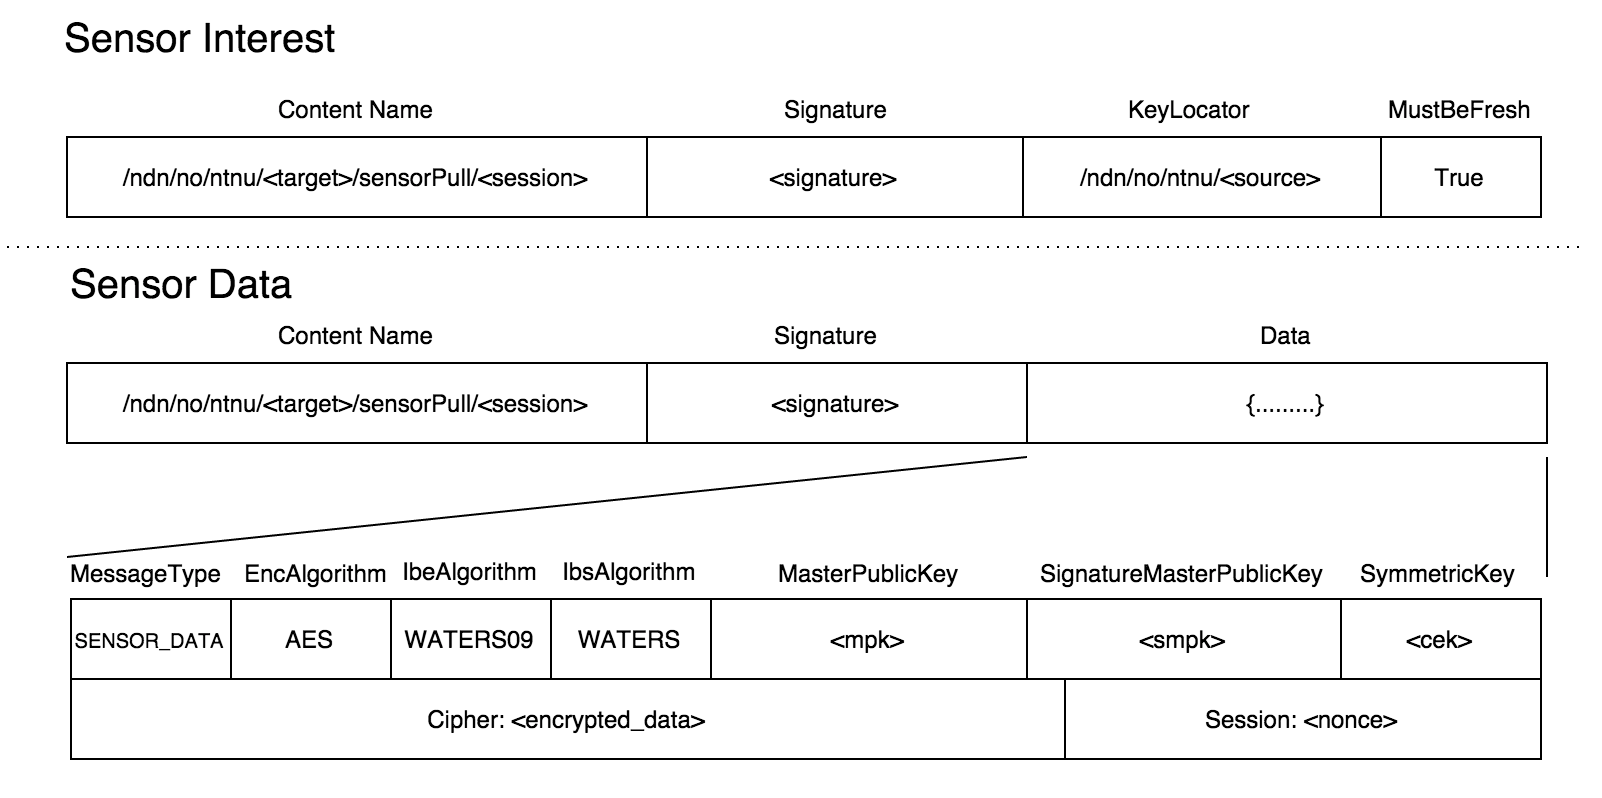 Sensor Interest
Content Name Signature KeyLocator MustBeFresh
/ndn/no/ntnu/<target>/sensorPull/<session> <signature> /ndn/no/ntnu/<source> True
Sensor Data
Content Name Signature Data
/ndn/no/ntnu/<target>/sensorPull/<session> <signature> {.........}
MessageType EncAlgorithm IbeAlgorithm IbsAlgorithm MasterPublicKey SignatureMasterPublicKey SymmetricKey
SENSOR_DATA AES WATERS09 WATERS <mpk> <smpk> <cek>
Cipher: <encrypted_data> Session: <nonce>